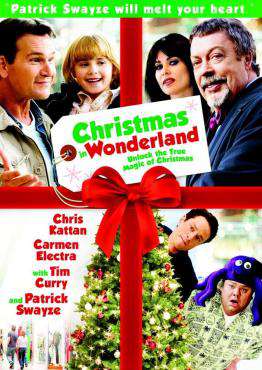 "Patrick Swayze will melt your heart."
Christmas
in Wonderland
Unlock the True
Magic of Christmas
Chris
Kattan
Carmen
Electra
with Tim
Curry
and Patrick
Swayze